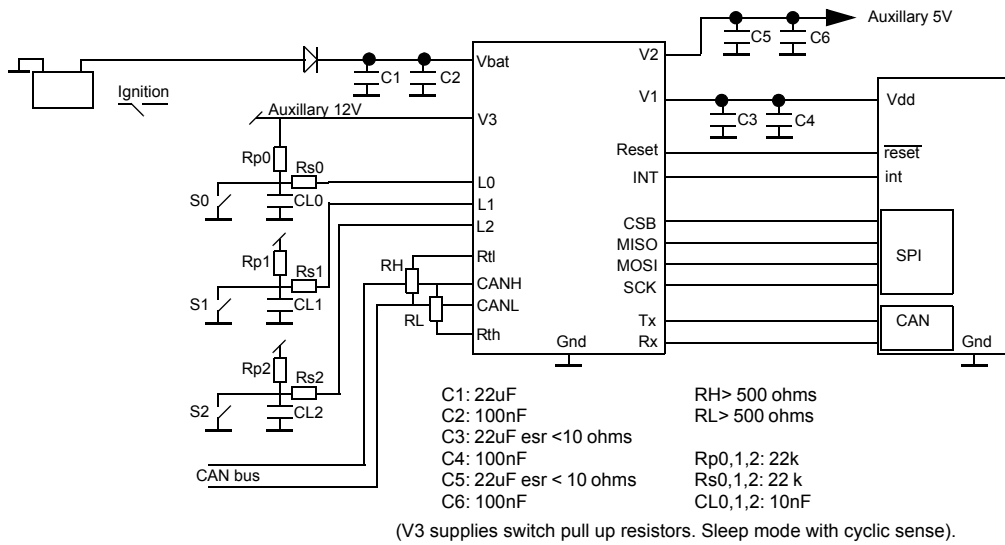 Auxillary 5V
C5
C6
V2
Vbat
C1
C2
Ignition
V1
Vdd
C3
C4
Auxillary 12V
V3
Rp0
Rs0
Reset
reset
INT
int
L0
S0
CL0
L1
L2
CSB
MISO
MOSI
SCK
SPI
Rp1
Rs1
Rtl
RH
CANH
S1
CL1
CANL
RL
Rth
Tx
Rx
CAN
Gnd
Gnd
Rp2
Rs2
S2
CL2
CAN bus
C1: 22uF
C2: 100nF
C3: 22uF esr <10 ohms
C4: 100nF
C5: 22uF esr < 10 ohms
C6: 100nF
RH> 500 ohms
RL> 500 ohms
Rp0,1,2: 22k
Rs0,1,2: 22 k
CL0,1,2: 10nF
(V3 supplies switch pull up resistors. Sleep mode with cyclic sense).